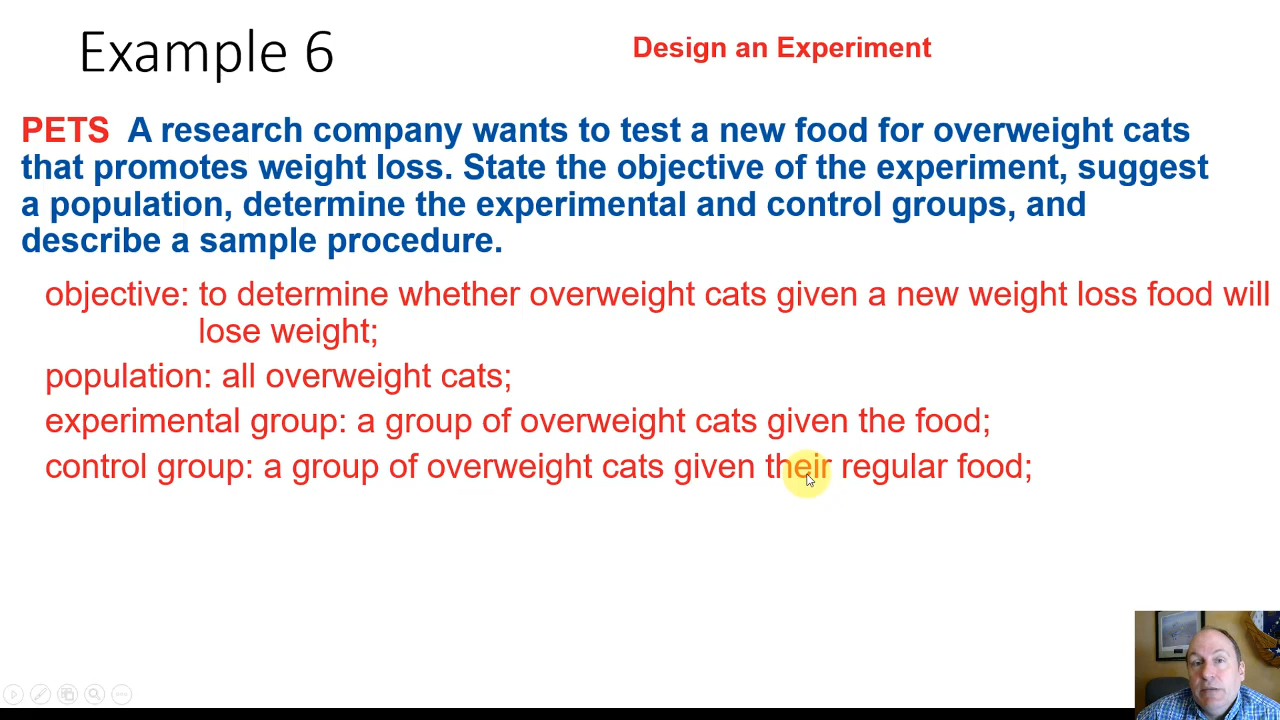 Example 6
Design an Experiment
PETS A research company wants to test a new food for overweight cats
that promotes weight loss. State the objective of the experiment, suggest
a population, determine the experimental and control groups, and
describe a sample procedure.
objective: to determine whether overweight cats given a new weight loss food will
lose weight;
population: all overweight cats;
experimental group: a group of overweight cats given the food;
control group: a group of overweight cats given their regular food;